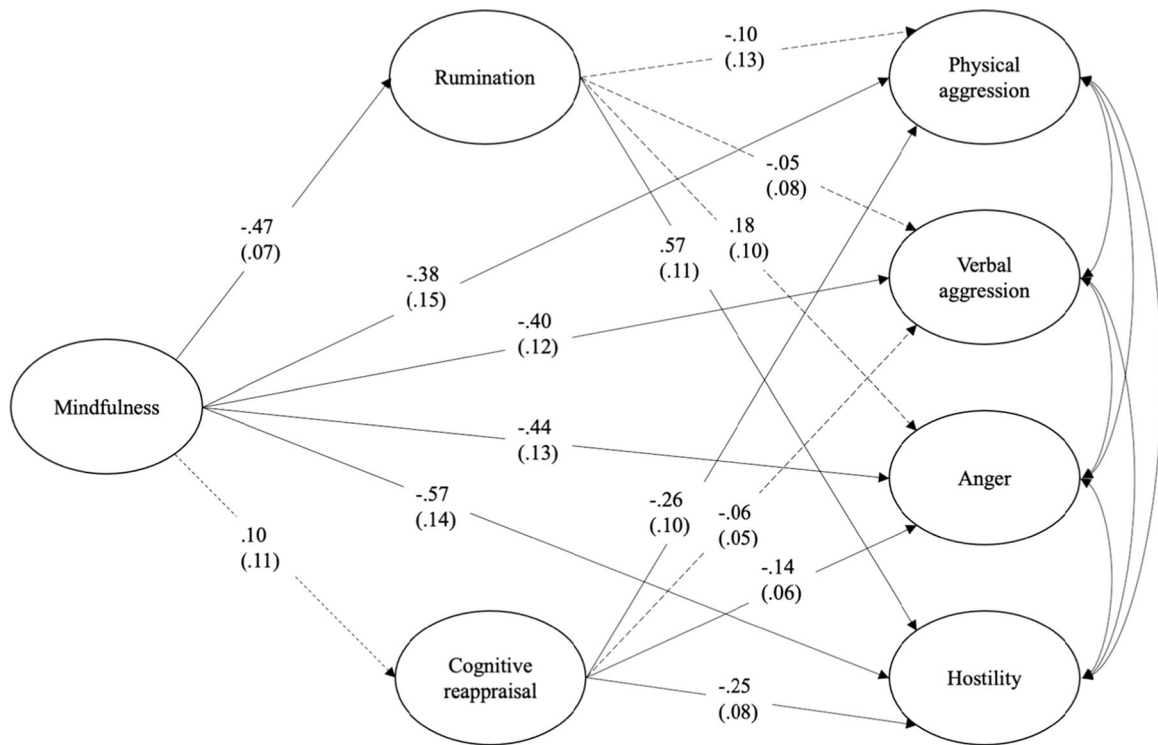 Rumination
Physical
aggression
Verbal
aggression
Mindfulness
Anger
Cognitive
reappraisal
Hostility
-.10
(.13)
-.05
(.08)
.18
(.10)
.57
(.11)
-.47
(.07)
-.38
(.15)
-.40
(.12)
-.44
(.13)
-.57
(.14)
.10
(.11)
-.26
(.10)
-.06
(.05)
-.14
(.06)
-.25
(.08)